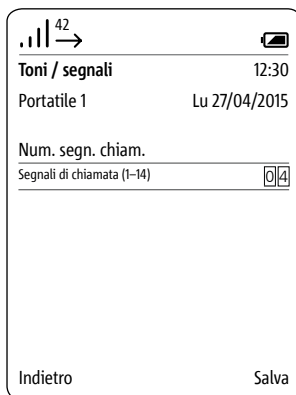 42
Toni / segnali 12:30
Portatile 1 Lu 27/04/2015
Num. segn. chiam.
Segnali di chiamata (1–14) 04
Indietro Salva